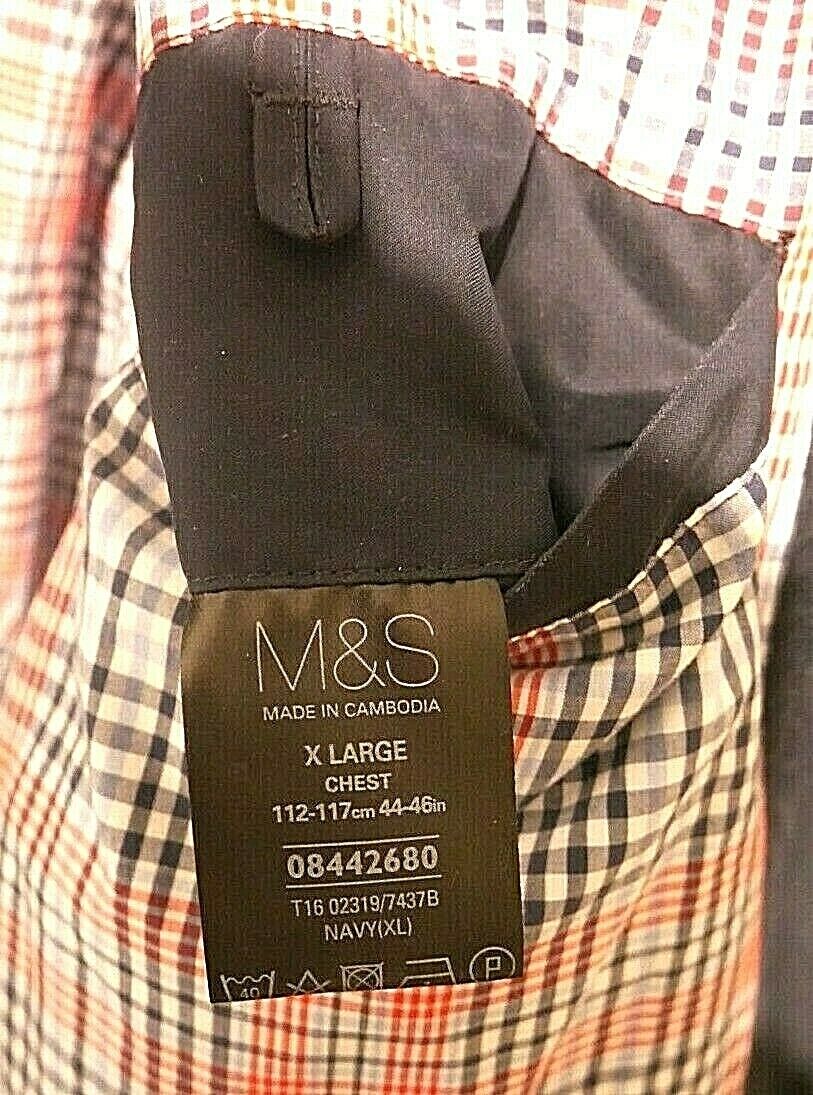 M&S
MADE IN CAMBODIA
X LARGE
CHEST
112-117cm 44-46in
08442680
T16 02319/7437B
NAVY(XL)
40
P